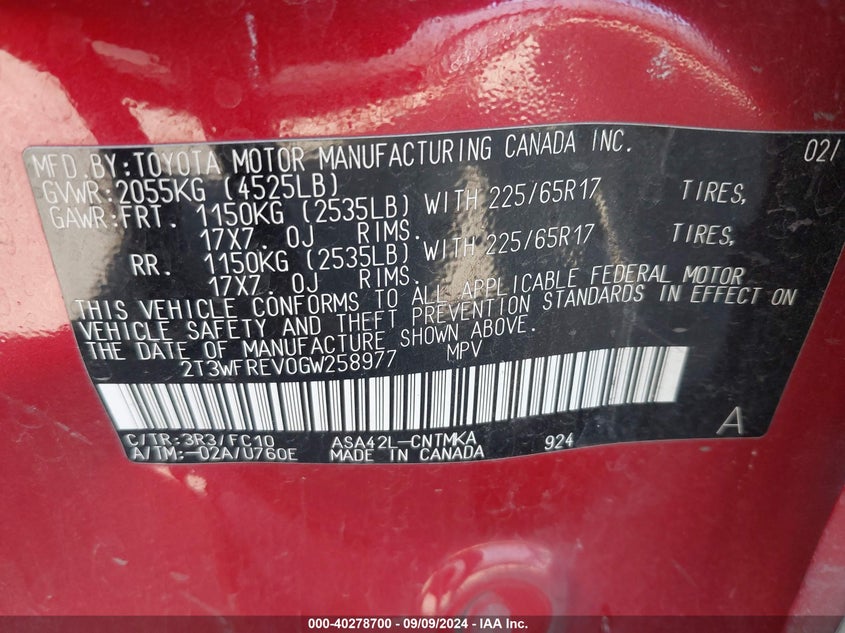 MFD. BY: TOYOTA MOTOR MANUFACTURING CANADA INC. 02/
GVWR: 2055KG (4525LB)
GAWR: FRT. 1150KG (2535LB) WITH 225/65R17 TIRES,
17X7. 0J RIMS.
RR. 1150KG (2535LB) WITH 225/65R17 TIRES,
17X7. 0J RIMS.
THIS VEHICLE CONFORMS TO ALL APPLICABLE FEDERAL MOTOR
VEHICLE SAFETY AND THEFT PREVENTION STANDARDS IN EFFECT ON
THE DATE OF MANUFACTURE SHOWN ABOVE.
2T3WFREV0GW258977 MPV
C/TR: 3R3/FC10 ASA42L-CNTMKA 924 A
A/TM: -02A/U760E MADE IN CANADA
000-40278700 - 09/09/2024 - IAA Inc.